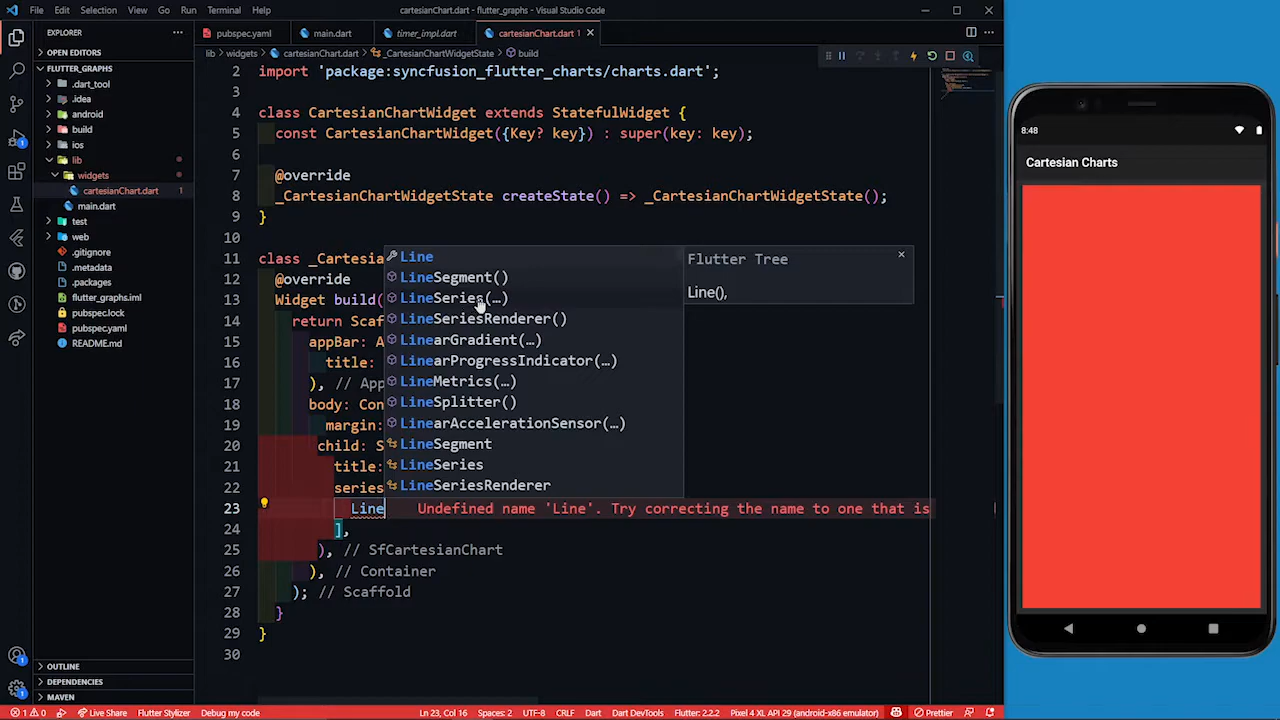 File Edit Selection View Go Run Terminal Help
cartesianChart.dart - flutter_graphs - Visual Studio Code
EXPLORER
OPEN EDITORS
FLUTTER_GRAPHS
.dart_tool
.idea
android
build
ios
lib
widgets
cartesianChart.dart 1
main.dart
test
web
.gitignore
.metadata
.packages
flutter_graphs.iml
pubspec.lock
pubspec.yaml
README.md
OUTLINE
DEPENDENCIES
MAVEN
pubspec.yaml main.dart timer_impl.dart cartesianChart.dart 1
lib widgets cartesianChart.dart _CartesianChartWidgetState build
2 import 'package:syncfusion_flutter_charts/charts.dart';
3
4 class CartesianChartWidget extends StatefulWidget {
5 const CartesianChartWidget({Key? key}) : super(key: key);
6
7 @override
8 _CartesianChartWidgetState createState() => _CartesianChartWidgetState();
9 }
10
11 class _Cartesia
12 @override
13 Widget build(
14 return Scaf
15 appBar: A
16 title:
17 ), // App
18 body: Con
19 margin:
20 child: S
21 title:
22 series
23 Line Undefined name 'Line'. Try correcting the name to one that is
24 ],
25 ), // SfCartesianChart
26 ), // Container
27 ); // Scaffold
28 }
29 }
30
Line
LineSegment()
LineSeries(…)
LineSeriesRenderer()
LinearGradient(…)
LinearProgressIndicator(…)
LineMetrics(…)
LineSplitter()
LinearAccelerationSensor(…)
LineSegment
LineSeries
LineSeriesRenderer
Flutter Tree
Line(),
8:48
Cartesian Charts
1 0 Live Share Flutter Stylizer Debug my code Ln 23, Col 16 Spaces: 2 UTF-8 CRLF Dart Dart DevTools Flutter: 2.2.2 Pixel 4 XL API 29 (android-x86 emulator) Prettier